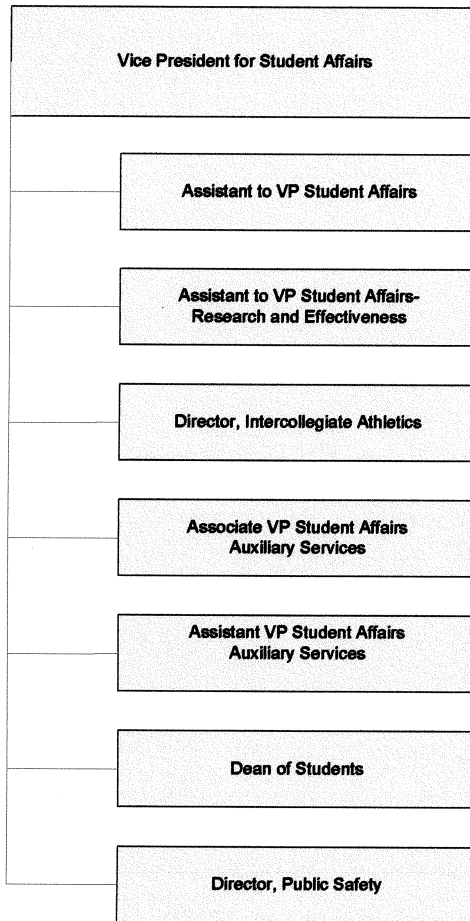 Vice President for Student Affairs
Assistant to VP Student Affairs
Assistant to VP Student Affairs-
Research and Effectiveness
Director, Intercollegiate Athletics
Associate VP Student Affairs
Auxiliary Services
Assistant VP Student Affairs
Auxiliary Services
Dean of Students
Director, Public Safety